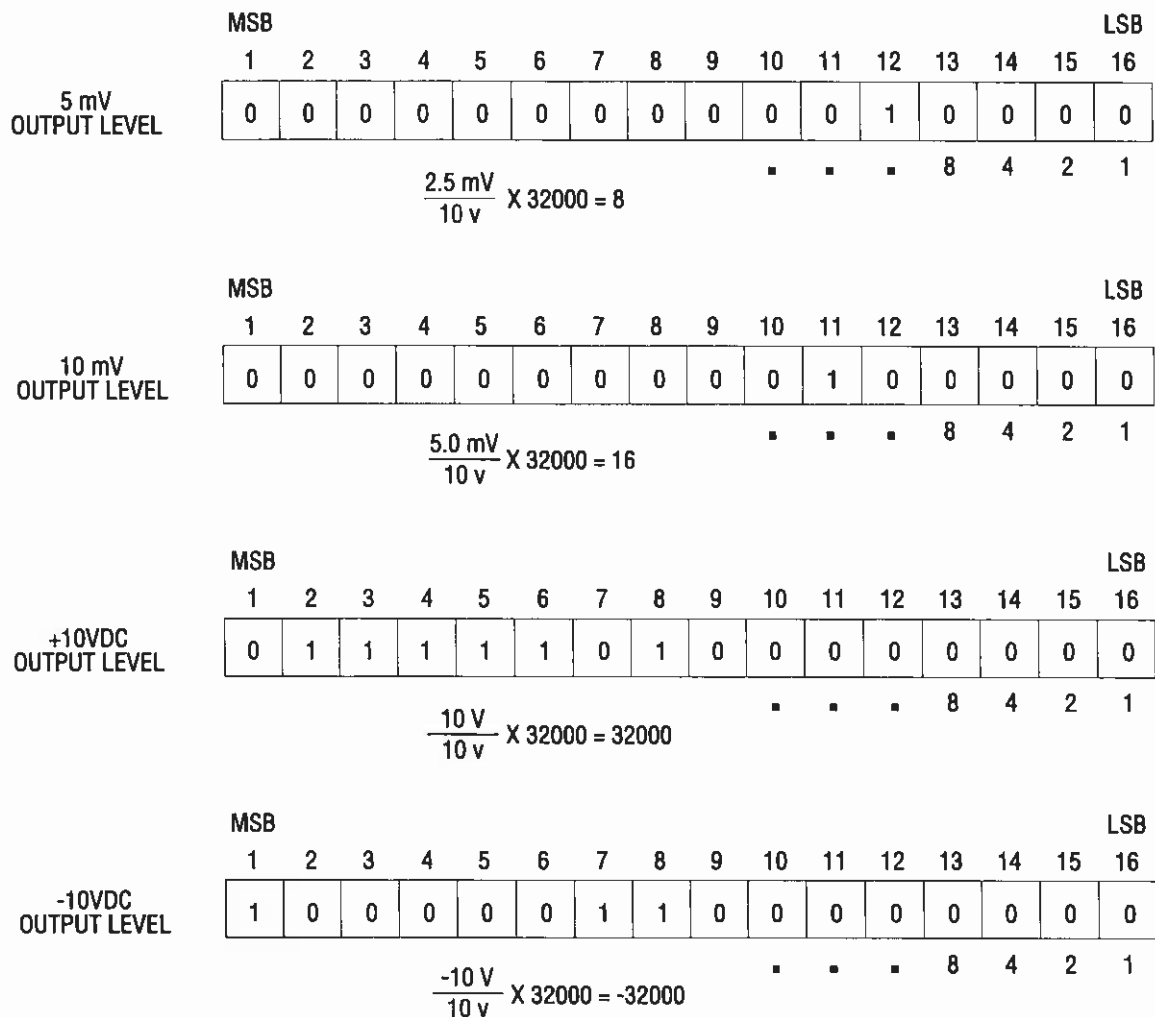 MSB LSB
1 2 3 4 5 6 7 8 9 10 11 12 13 14 15 16
5 mV
OUTPUT LEVEL
0 0 0 0 0 0 0 0 0 0 0 1 0 0 0 0
. . . 8 4 2 1
2.5 mV
10 v
X 32000 = 8
MSB LSB
1 2 3 4 5 6 7 8 9 10 11 12 13 14 15 16
10 mV
OUTPUT LEVEL
0 0 0 0 0 0 0 0 0 0 1 0 0 0 0 0
. . . 8 4 2 1
5.0 mV
10 v
X 32000 = 16
MSB LSB
1 2 3 4 5 6 7 8 9 10 11 12 13 14 15 16
+10VDC
OUTPUT LEVEL
0 1 1 1 1 1 0 1 0 0 0 0 0 0 0 0
. . . 8 4 2 1
10 V
10 v
X 32000 = 32000
MSB LSB
1 2 3 4 5 6 7 8 9 10 11 12 13 14 15 16
-10VDC
OUTPUT LEVEL
1 0 0 0 0 0 1 1 0 0 0 0 0 0 0 0
. . . 8 4 2 1
-10 V
10 v
X 32000 = -32000